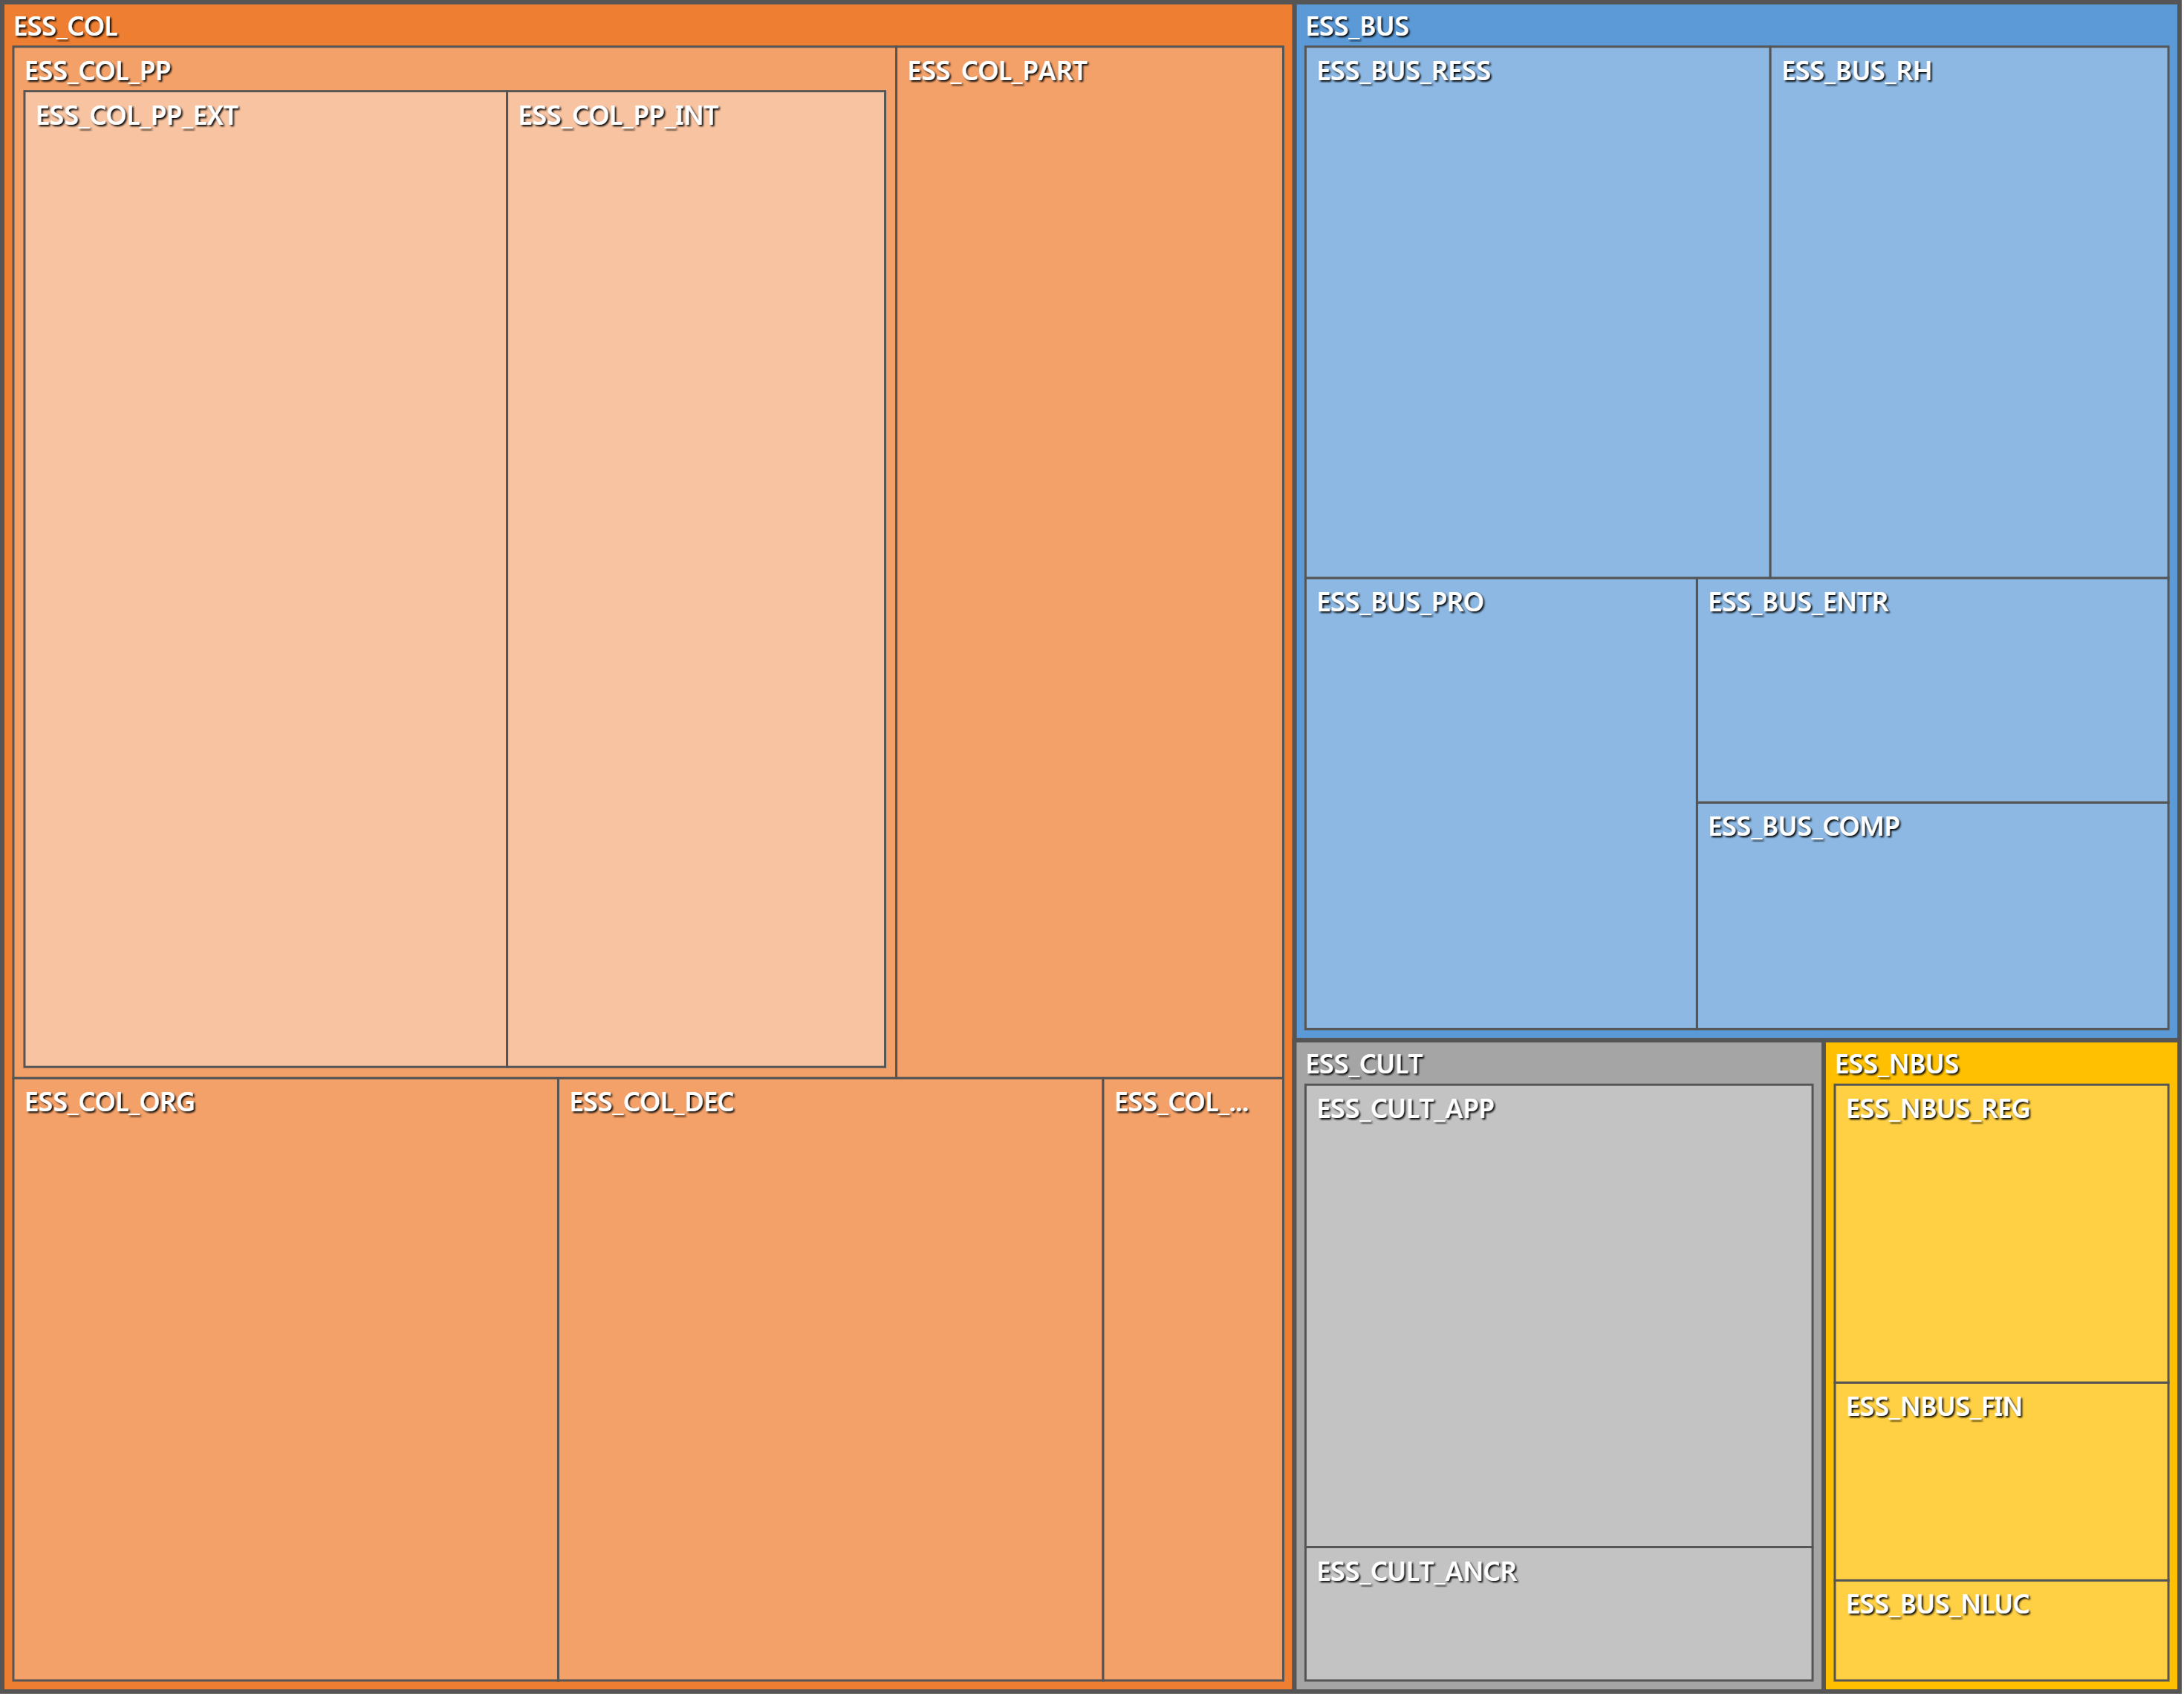 ESS_COL
ESS_COL_PP
ESS_COL_PP_EXT
ESS_COL_PP_INT
ESS_COL_PART
ESS_COL_ORG
ESS_COL_DEC
ESS_COL_...
ESS_BUS
ESS_BUS_RESS
ESS_BUS_RH
ESS_BUS_PRO
ESS_BUS_ENTR
ESS_BUS_COMP
ESS_CULT
ESS_CULT_APP
ESS_CULT_ANCR
ESS_NBUS
ESS_NBUS_REG
ESS_NBUS_FIN
ESS_BUS_NLUC